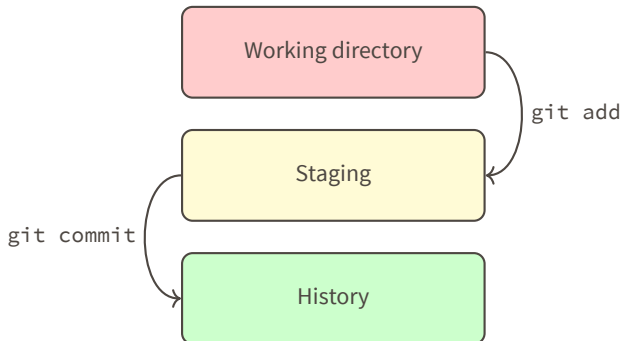 Working directory
git add
Staging
git commit
History